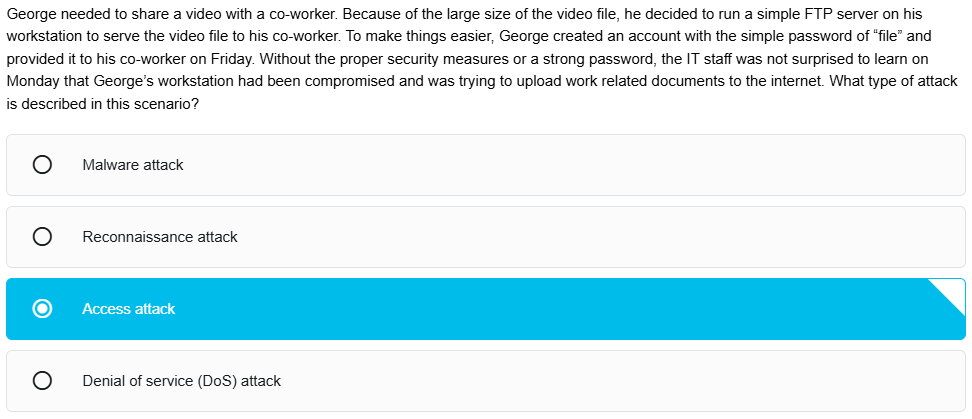 George needed to share a video with a co-worker. Because of the large size of the video file, he decided to run a simple FTP server on his
workstation to serve the video file to his co-worker. To make things easier, George created an account with the simple password of “file” and
provided it to his co-worker on Friday. Without the proper security measures or a strong password, the IT staff was not surprised to learn on
Monday that George’s workstation had been compromised and was trying to upload work related documents to the internet. What type of attack
is described in this scenario?
Malware attack
Reconnaissance attack
Access attack
Denial of service (DoS) attack